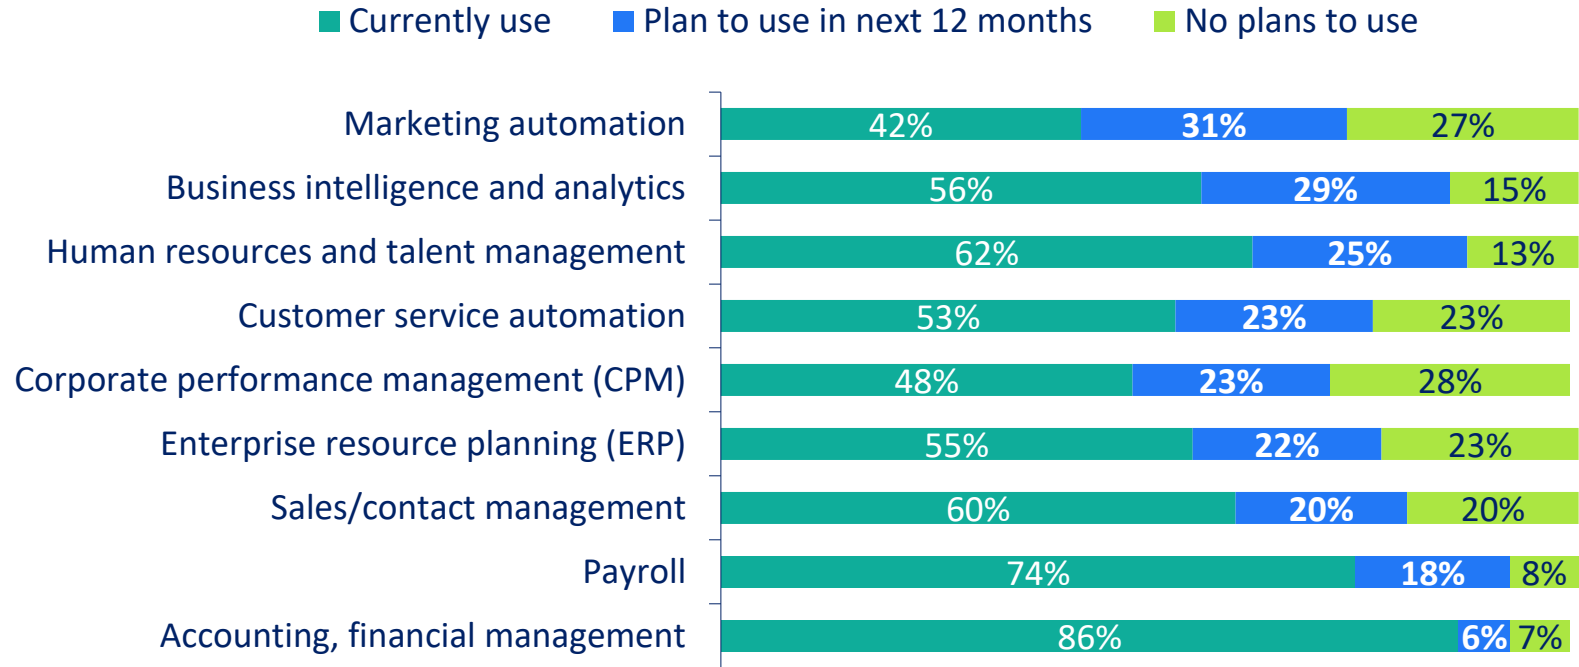 Currently use Plan to use in next 12 months No plans to use
Marketing automation 42% 31% 27%
Business intelligence and analytics 56% 29% 15%
Human resources and talent management 62% 25% 13%
Customer service automation 53% 23% 23%
Corporate performance management (CPM) 48% 23% 28%
Enterprise resource planning (ERP) 55% 22% 23%
Sales/contact management 60% 20% 20%
Payroll 74% 18% 8%
Accounting, financial management 86% 6% 7%